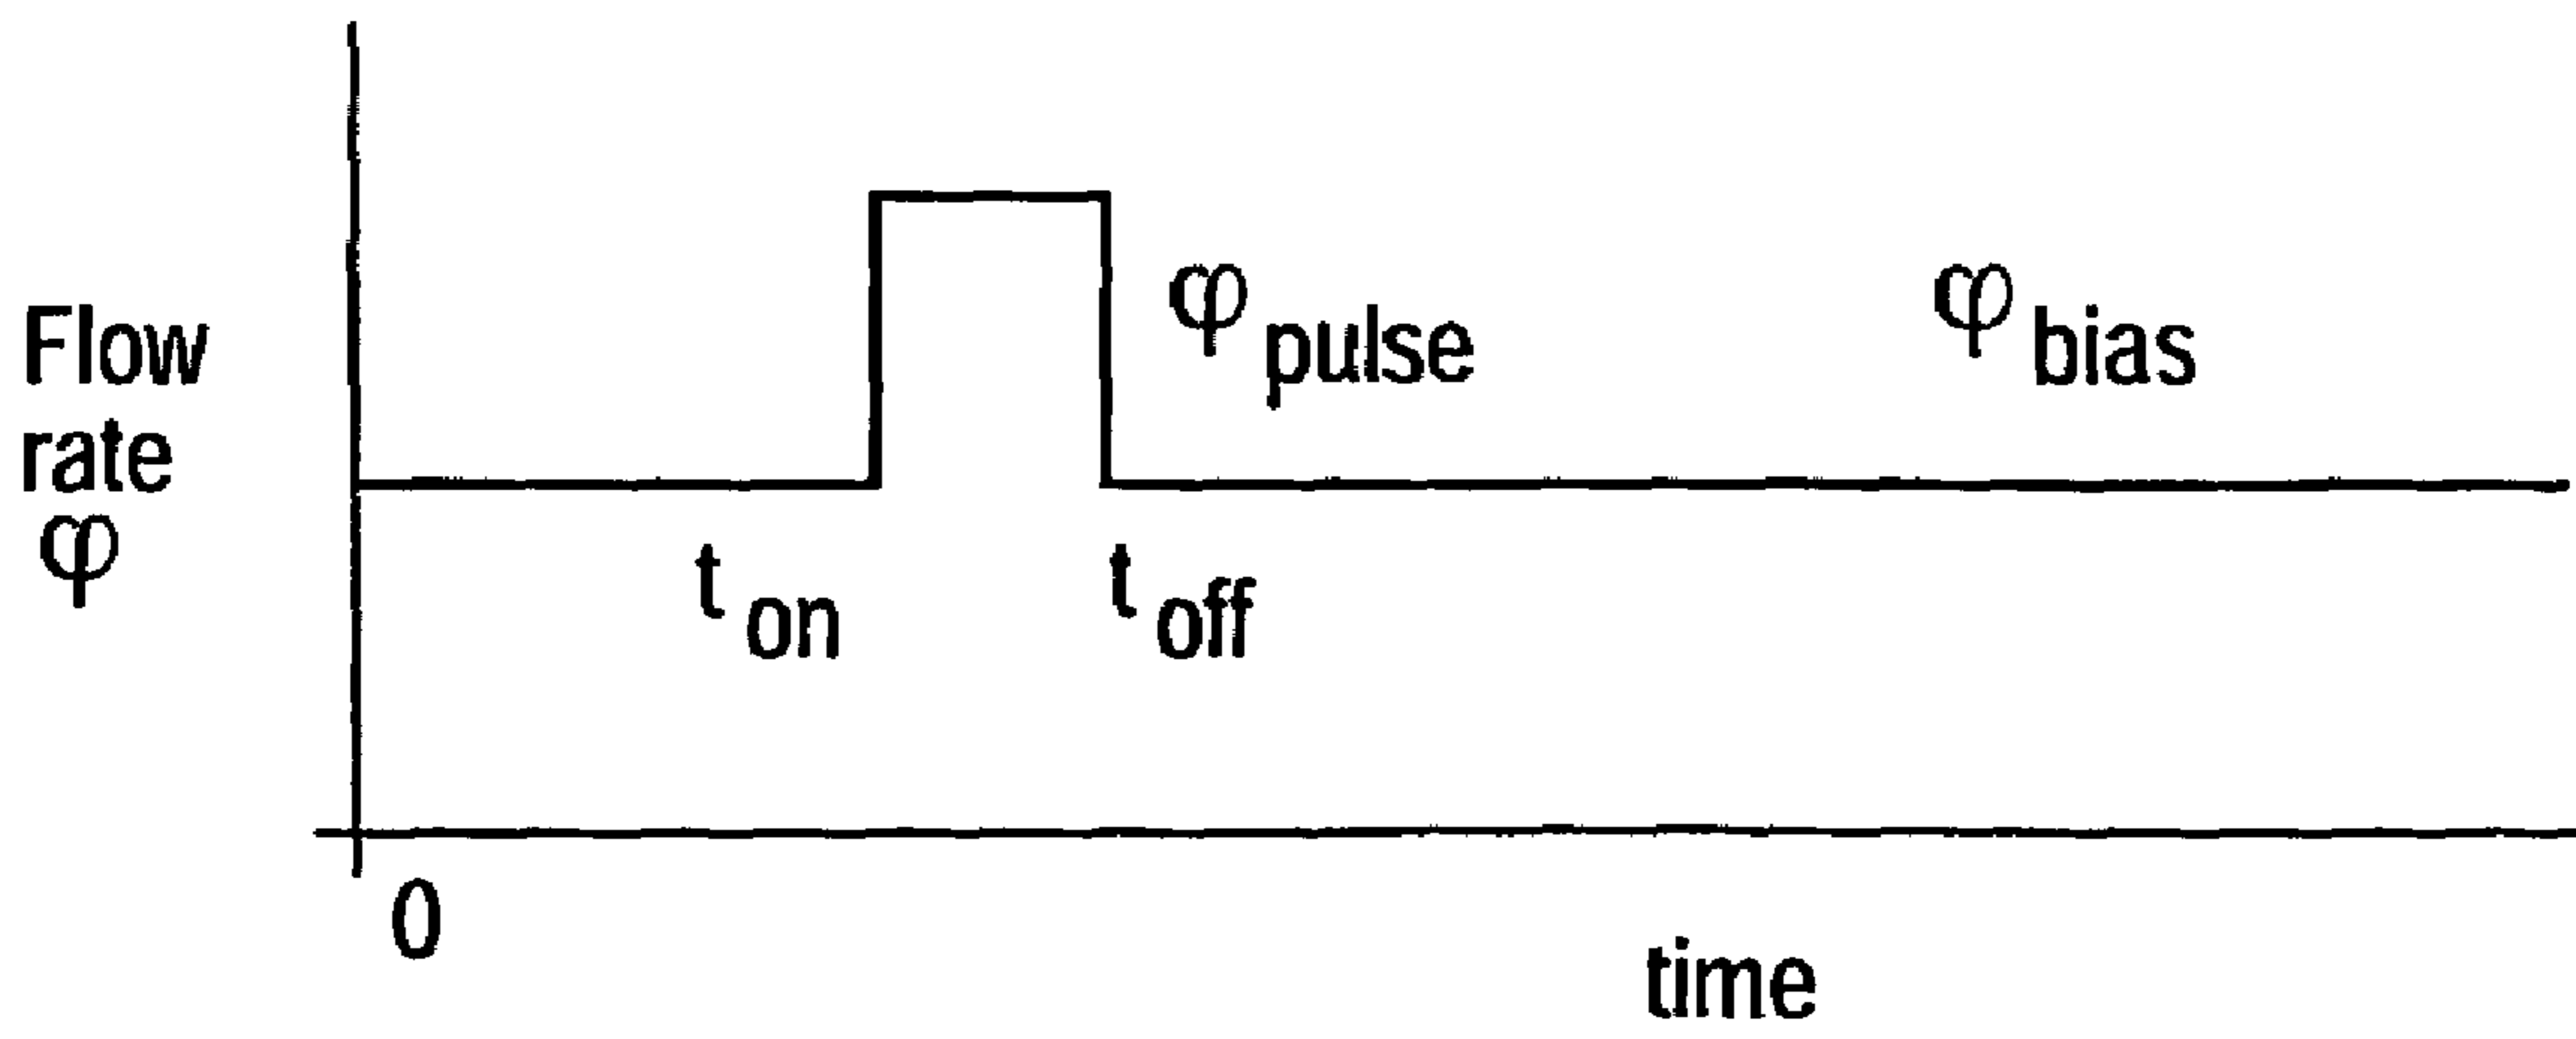 Flow
rate
φ
φ pulse
φ bias
t on
t off
0
time